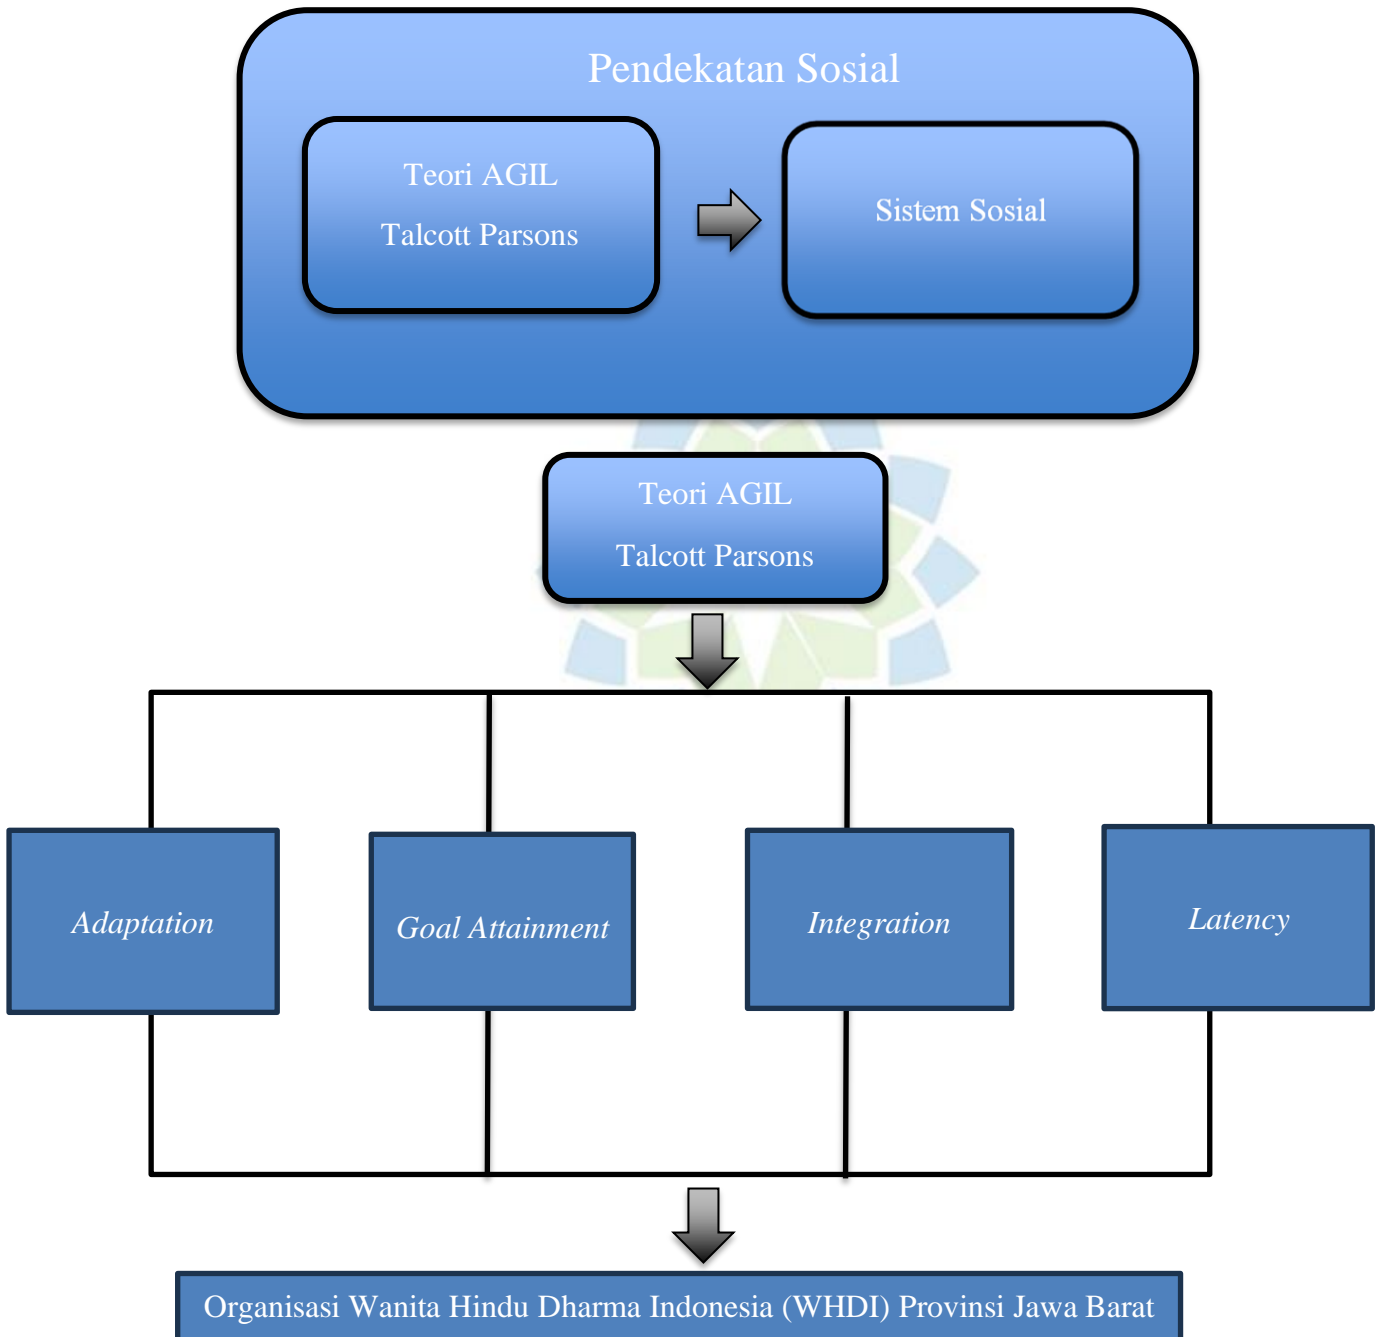 Pendekatan Sosial
Teori AGIL
Talcott Parsons
Sistem Sosial
Teori AGIL
Talcott Parsons
Adaptation
Goal Attainment
Integration
Latency
Organisasi Wanita Hindu Dharma Indonesia (WHDI) Provinsi Jawa Barat